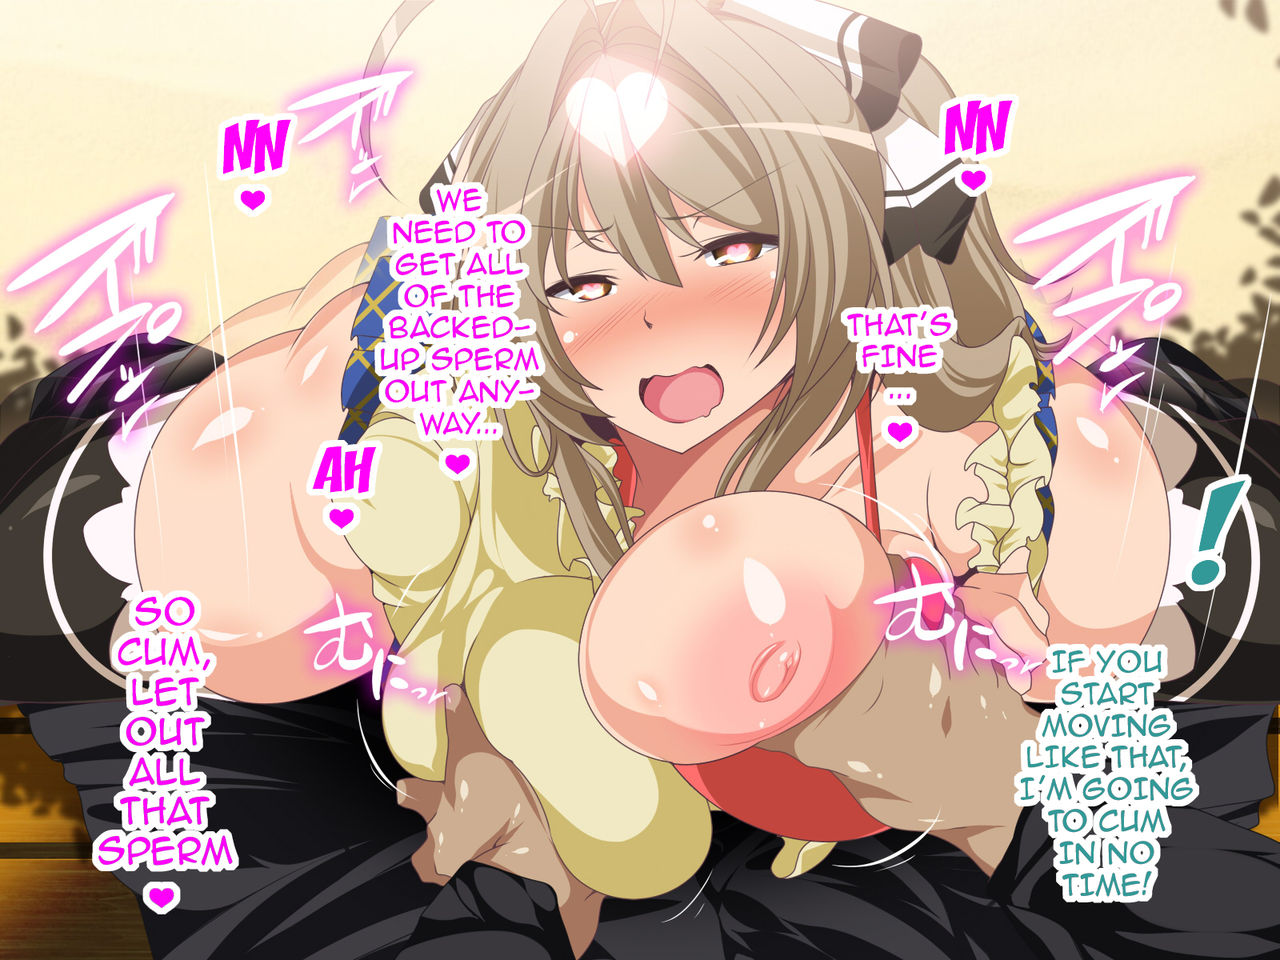 NN
NN
WE
NEED TO
GET ALL
OF THE
BACKED-
UP SPERM
OUT ANY-
WAY...
THAT'S
FINE
...
AH
SO
CUM,
LET
OUT
ALL
THAT
SPERM
!
むにっ
むにっ
IF YOU
START
MOVING
LIKE THAT,
I'M GOING
TO CUM
IN NO
TIME!